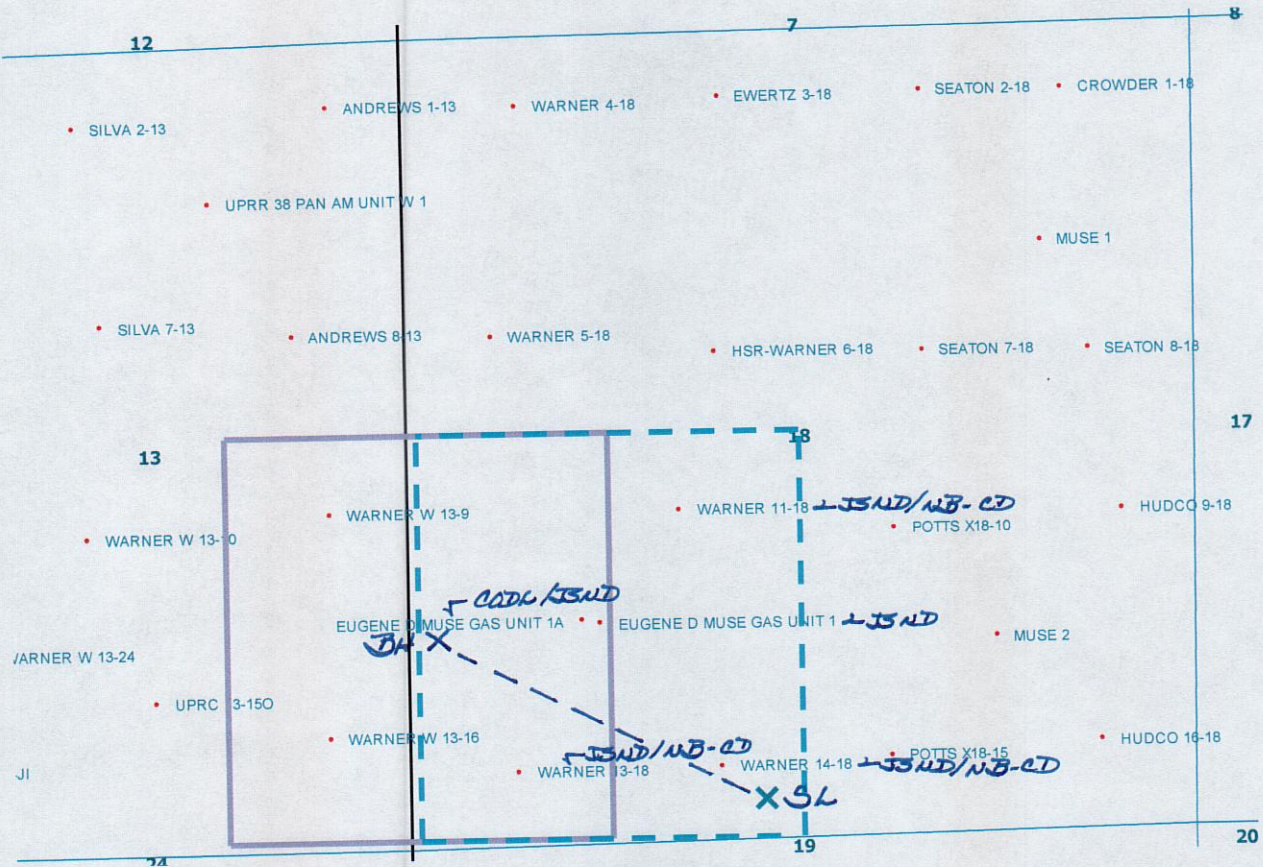 12
7
8
SILVA 2-13
ANDREWS 1-13
WARNER 4-18
EWERTZ 3-18
SEATON 2-18
CROWDER 1-18
UPRR 38 PAN AM UNIT W 1
MUSE 1
SILVA 7-13
ANDREWS 8-13
WARNER 5-18
HSR-WARNER 6-18
SEATON 7-18
SEATON 8-18
13
18
17
WARNER W 13-10
WARNER W 13-9
WARNER 11-18 JSND/NB-CD
POTTS X18-10
HUDCO 9-18
CODL/JSND
EUGENE D MUSE GAS UNIT 1A
EUGENE D MUSE GAS UNIT 1 JSND
BH X
MUSE 2
/ARNER W 13-24
UPRC 13-15O
WARNER W 13-16
JSND/NB-CD
WARNER 13-18
WARNER 14-18 JSND/NB-CD
POTTS X18-15
HUDCO 16-18
JI
X SL
24
19
20